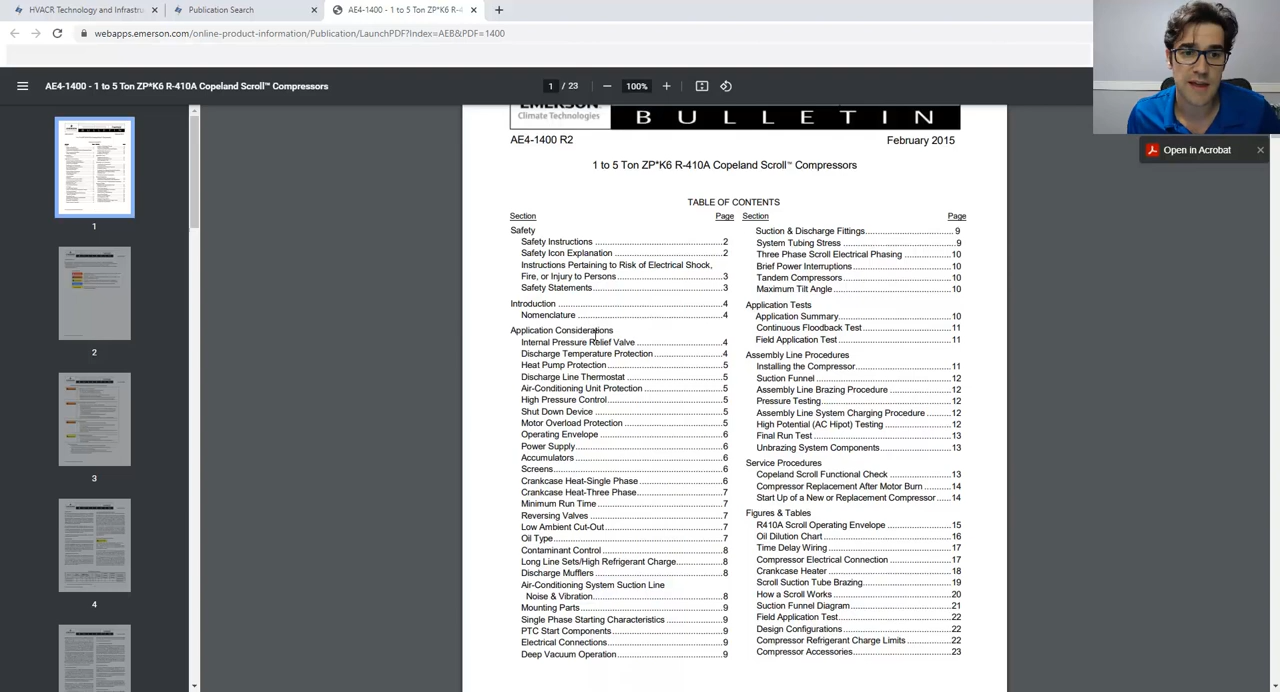 HVACR Technology and Infrastru
Publication Search
AE4-1400 - 1 to 5 Ton ZP*K6 R-4
webapps.emerson.com/online-product-information/Publication/LaunchPDF?Index=AEB&PDF=1400
AE4-1400 - 1 to 5 Ton ZP*K6 R-410A Copeland Scroll™ Compressors
1 / 23
100%
Open in Acrobat
1
2
3
4
EMERSON
Climate Technologies
BULLETIN
AE4-1400 R2
February 2015
1 to 5 Ton ZP*K6 R-410A Copeland Scroll™ Compressors
TABLE OF CONTENTS
Section Page
Safety
Safety Instructions 2
Safety Icon Explanation 2
Instructions Pertaining to Risk of Electrical Shock,
Fire, or Injury to Persons 3
Safety Statements 3
Introduction 4
Nomenclature 4
Application Considerations
Internal Pressure Relief Valve 4
Discharge Temperature Protection 4
Heat Pump Protection 5
Discharge Line Thermostat 5
Air-Conditioning Unit Protection 5
High Pressure Control 5
Shut Down Device 5
Motor Overload Protection 5
Operating Envelope 6
Power Supply 6
Accumulators 6
Screens 6
Crankcase Heat-Single Phase 6
Crankcase Heat-Three Phase 7
Minimum Run Time 7
Reversing Valves 7
Low Ambient Cut-Out 7
Oil Type 7
Contaminant Control 8
Long Line Sets/High Refrigerant Charge 8
Discharge Mufflers 8
Air-Conditioning System Suction Line
Noise & Vibration 8
Mounting Parts 9
Single Phase Starting Characteristics 9
PTC Start Components 9
Electrical Connections 9
Deep Vacuum Operation 9
Section Page
Suction & Discharge Fittings 9
System Tubing Stress 9
Three Phase Scroll Electrical Phasing 10
Brief Power Interruptions 10
Tandem Compressors 10
Maximum Tilt Angle 10
Application Tests
Application Summary 10
Continuous Floodback Test 11
Field Application Test 11
Assembly Line Procedures
Installing the Compressor 11
Suction Funnel 12
Assembly Line Brazing Procedure 12
Pressure Testing 12
Assembly Line System Charging Procedure 12
High Potential (AC Hipot) Testing 12
Final Run Test 13
Unbrazing System Components 13
Service Procedures
Copeland Scroll Functional Check 13
Compressor Replacement After Motor Burn 14
Start Up of a New or Replacement Compressor 14
Figures & Tables
R410A Scroll Operating Envelope 15
Oil Dilution Chart 16
Time Delay Wiring 17
Compressor Electrical Connection 17
Crankcase Heater 18
Scroll Suction Tube Brazing 19
How a Scroll Works 20
Suction Funnel Diagram 21
Field Application Test 22
Design Configurations 22
Compressor Refrigerant Charge Limits 22
Compressor Accessories 23